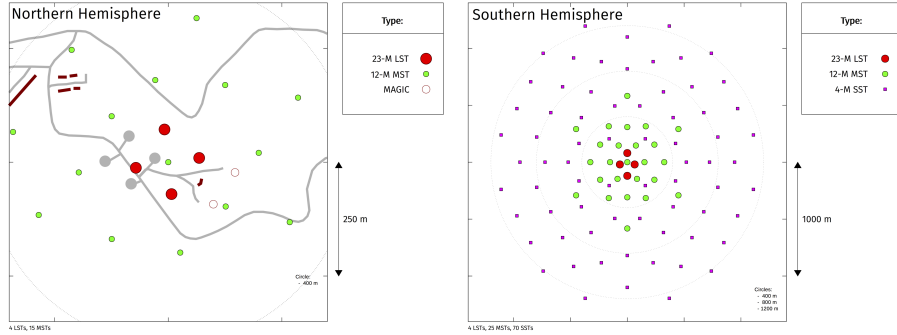 Northern Hemisphere
Type:
23-M LST
12-M MST
MAGIC
250 m
Circle:
- 400 m
4 LSTs, 15 MSTs
Southern Hemisphere
Type:
23-M LST
12-M MST
4-M SST
1000 m
Circles:
- 400 m
- 800 m
- 1200 m
4 LSTs, 25 MSTs, 70 SSTs